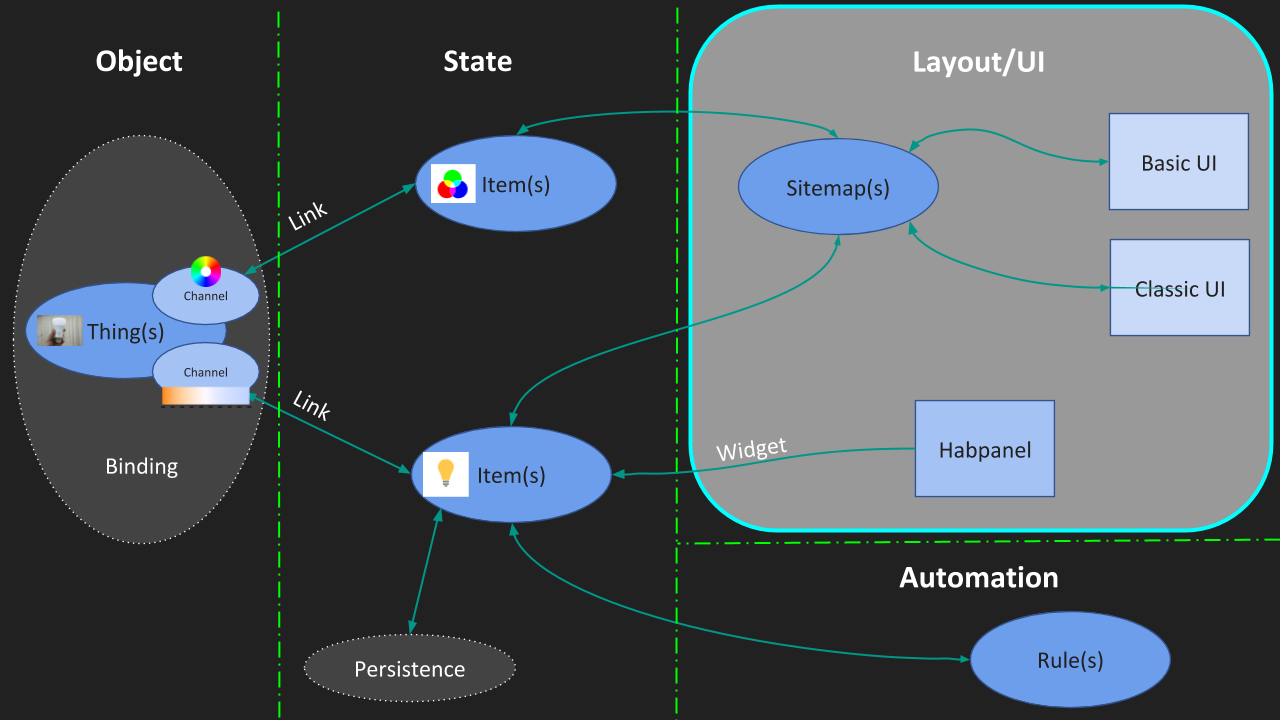 Object
State
Layout/UI
Item(s)
Sitemap(s)
Basic UI
Link
Channel
Classic UI
Thing(s)
Channel
Link
Binding
Item(s)
Widget
Habpanel
Automation
Persistence
Rule(s)